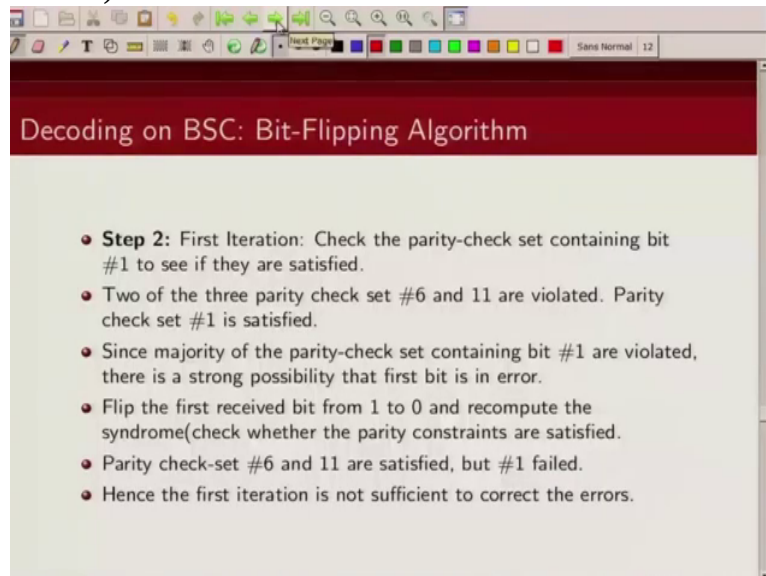 Next Page
Sans Normal 12
Decoding on BSC: Bit-Flipping Algorithm
Step 2: First Iteration: Check the parity-check set containing bit
#1 to see if they are satisfied.
Two of the three parity check set #6 and 11 are violated. Parity
check set #1 is satisfied.
Since majority of the parity-check set containing bit #1 are violated,
there is a strong possibility that first bit is in error.
Flip the first received bit from 1 to 0 and recompute the
syndrome(check whether the parity constraints are satisfied.
Parity check-set #6 and 11 are satisfied, but #1 failed.
Hence the first iteration is not sufficient to correct the errors.